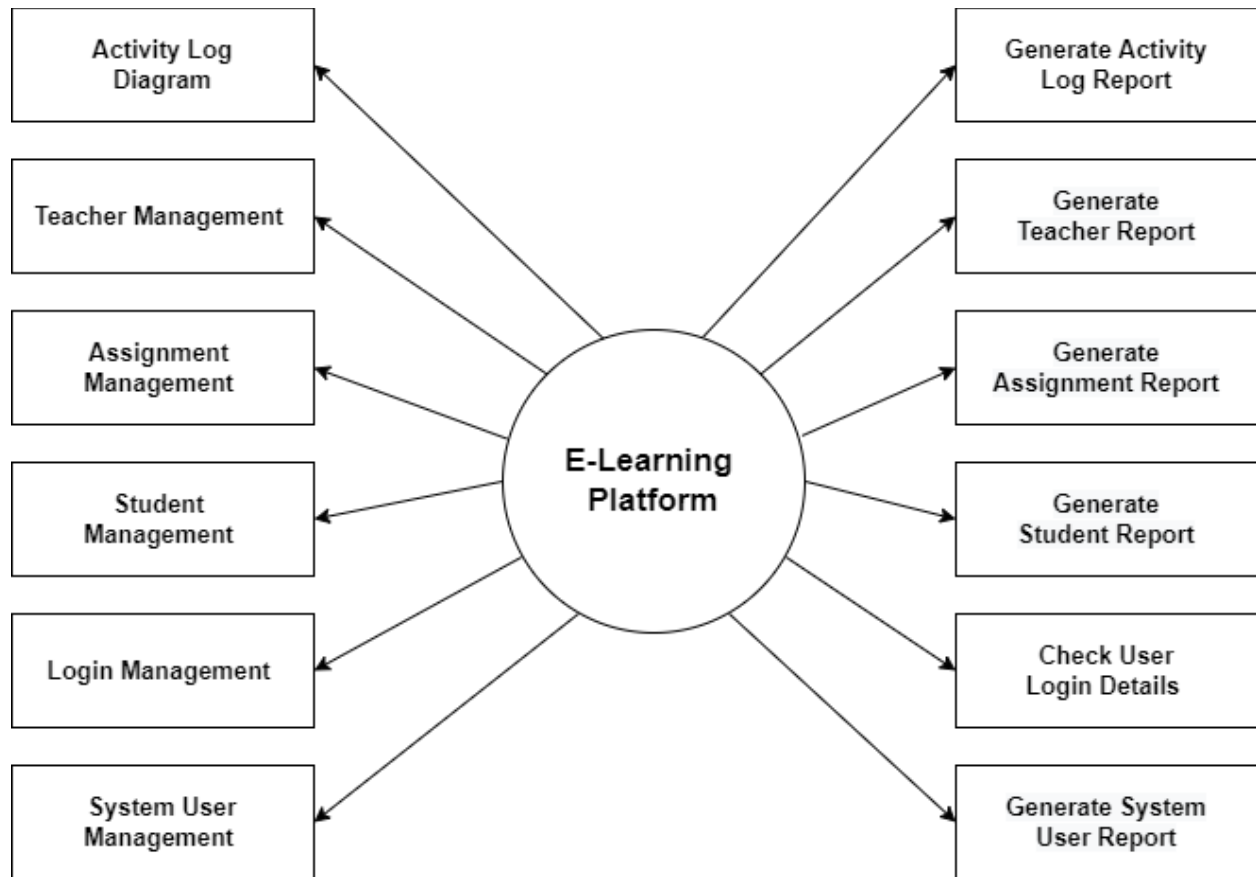 Activity Log
Diagram
Teacher Management
Assignment
Management
Student
Management
Login Management
System User
Management
E-Learning
Platform
Generate Activity
Log Report
Generate
Teacher Report
Generate
Assignment Report
Generate
Student Report
Check User
Login Details
Generate System
User Report